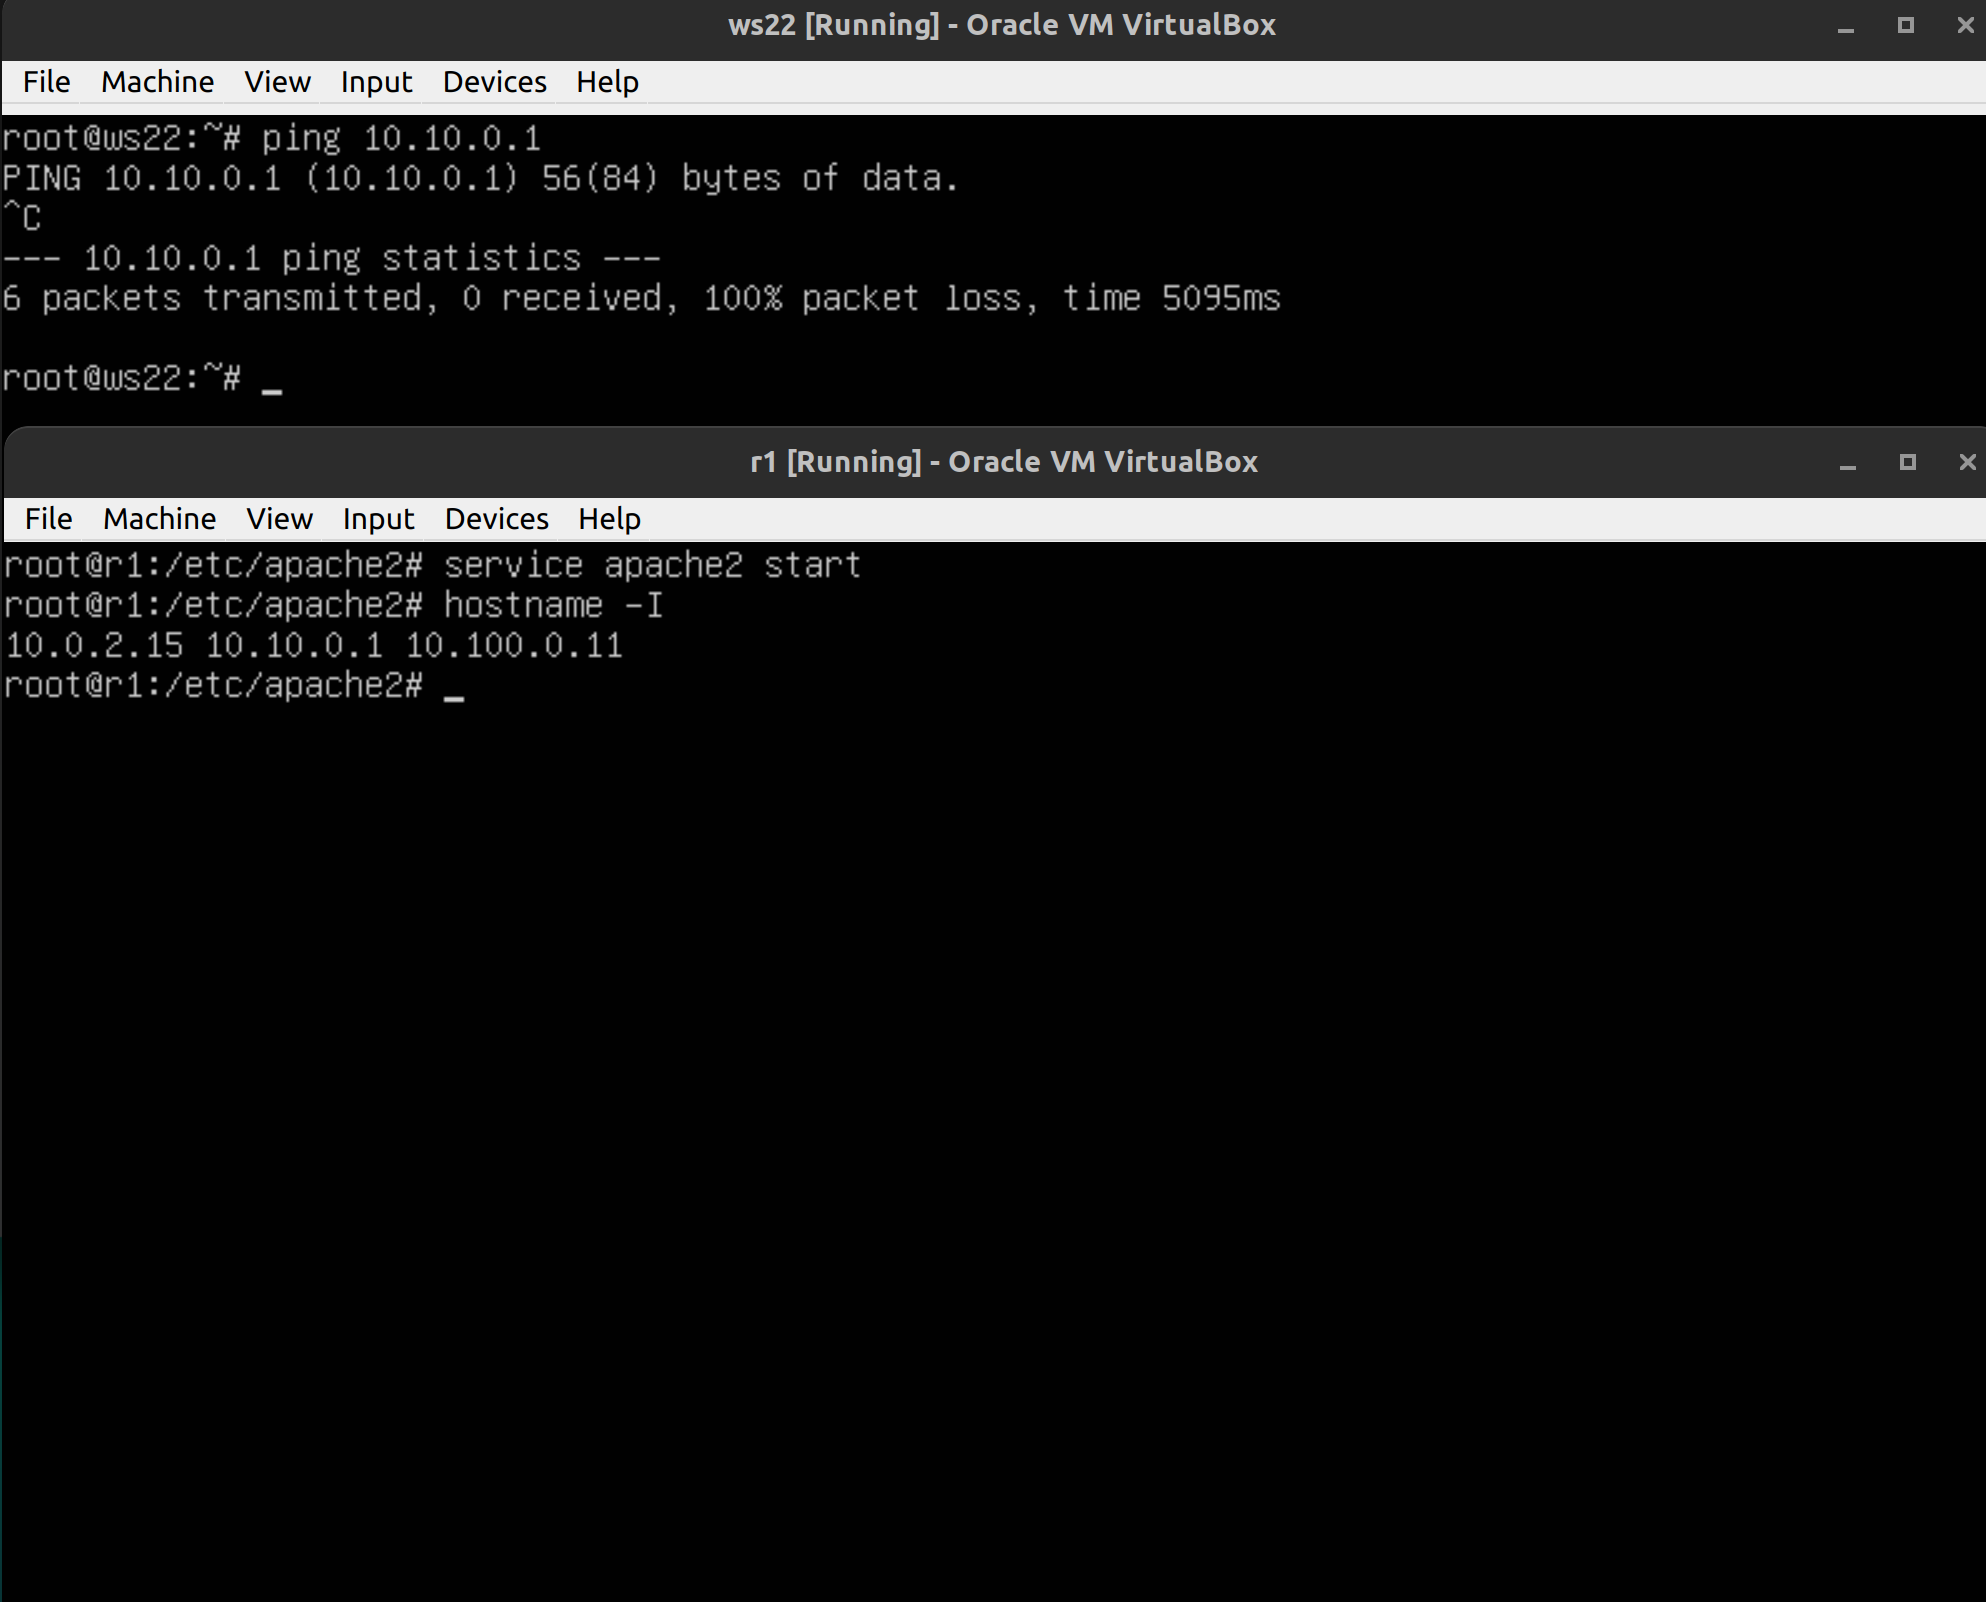 ws22 [Running] - Oracle VM VirtualBox
File Machine View Input Devices Help
root@ws22:~# ping 10.10.0.1
PING 10.10.0.1 (10.10.0.1) 56(84) bytes of data.
^C
--- 10.10.0.1 ping statistics ---
6 packets transmitted, 0 received, 100% packet loss, time 5095ms
root@ws22:~# _
r1 [Running] - Oracle VM VirtualBox
File Machine View Input Devices Help
root@r1:/etc/apache2# service apache2 start
root@r1:/etc/apache2# hostname -I
10.0.2.15 10.10.0.1 10.100.0.11
root@r1:/etc/apache2# _